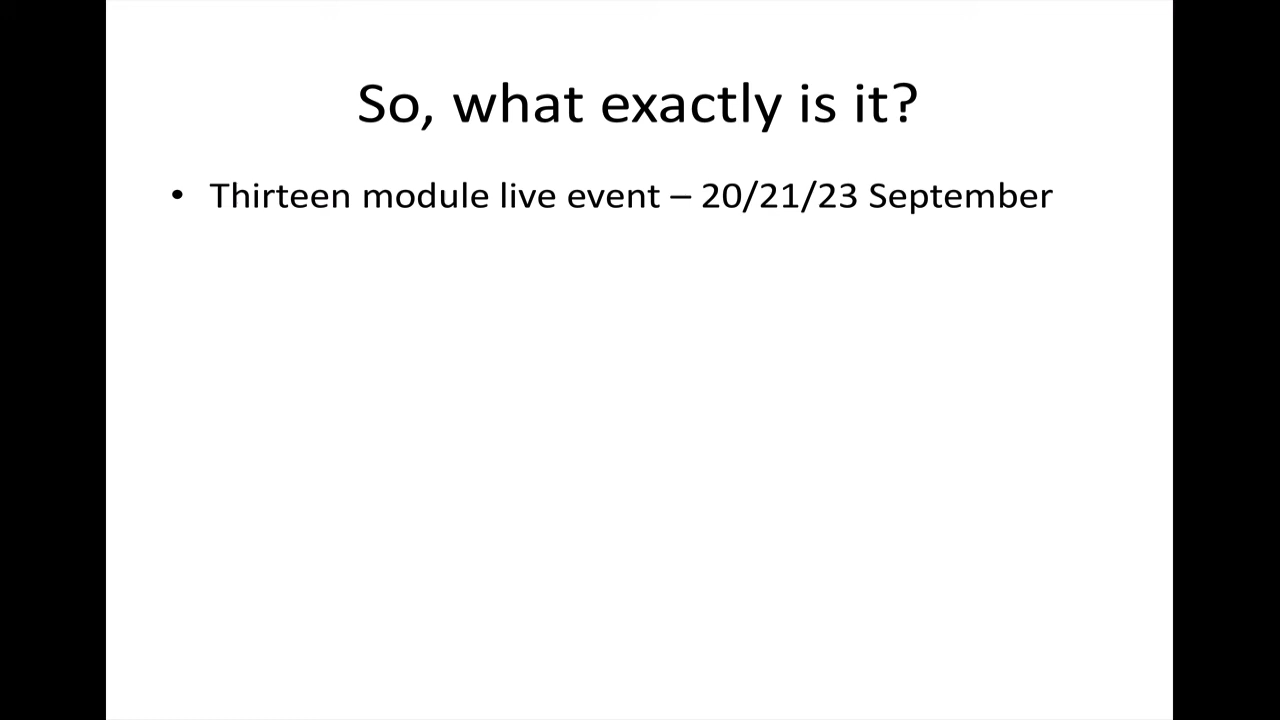 So, what exactly is it?
• Thirteen module live event – 20/21/23 September